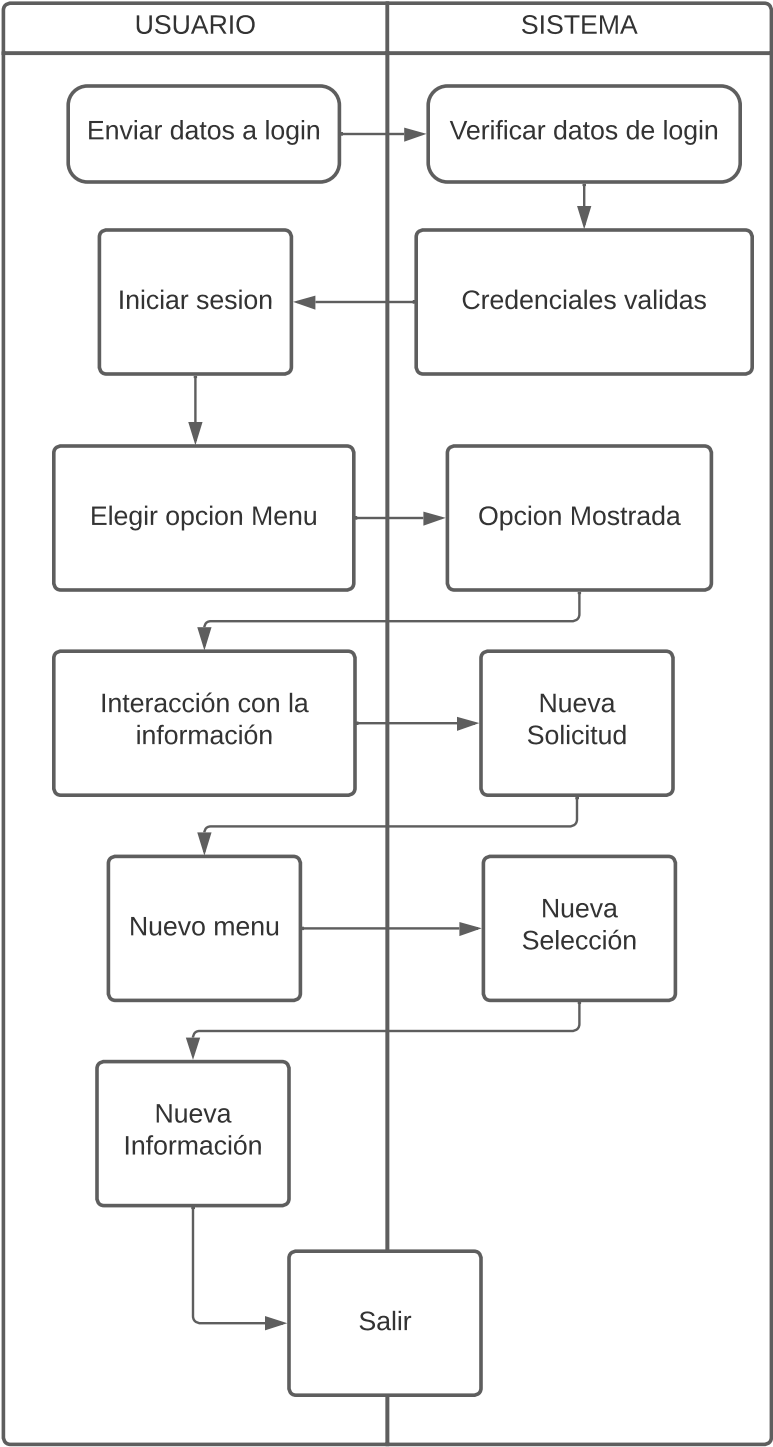 USUARIO
SISTEMA
Enviar datos a login
Verificar datos de login
Iniciar sesion
Credenciales validas
Elegir opcion Menu
Opcion Mostrada
Interacción con la
información
Nueva
Solicitud
Nuevo menu
Nueva
Selección
Nueva
Información
Salir